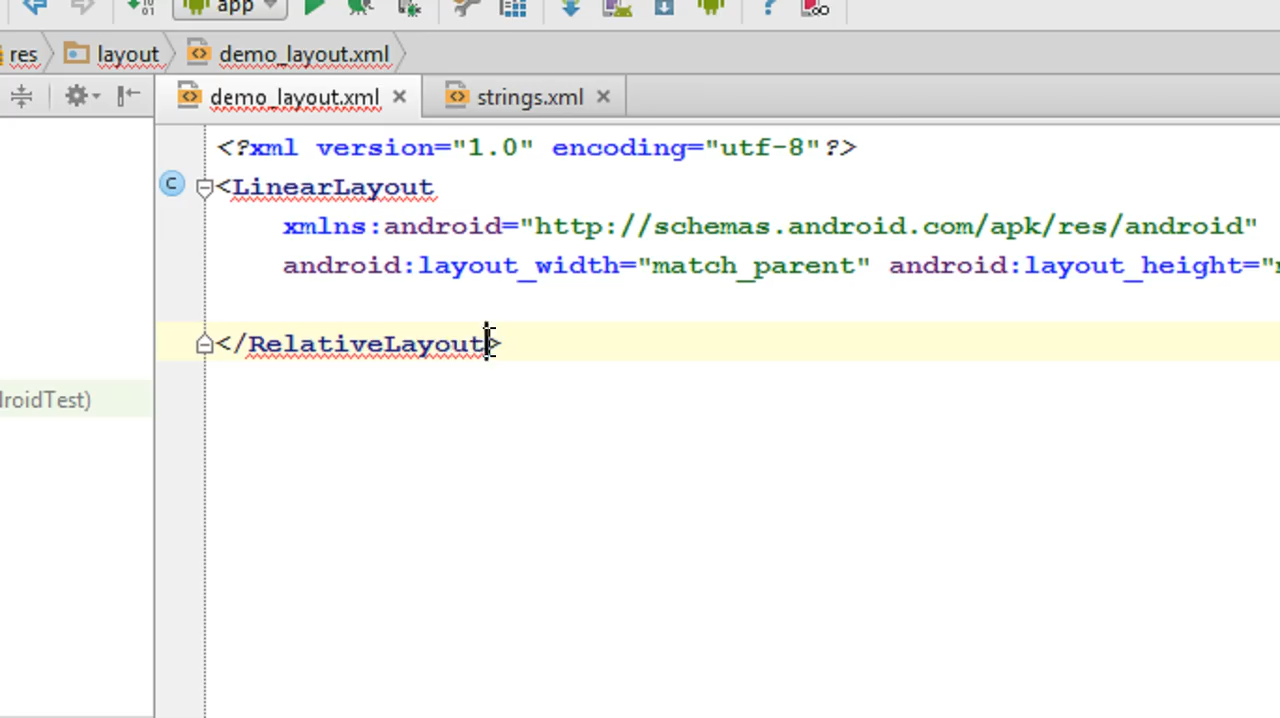 app
res layout demo_layout.xml
demo_layout.xml strings.xml
<?xml version="1.0" encoding="utf-8"?>
C <LinearLayout
xmlns:android="http://schemas.android.com/apk/res/android"
android:layout_width="match_parent" android:layout_height="
</RelativeLayout>
roidTest)